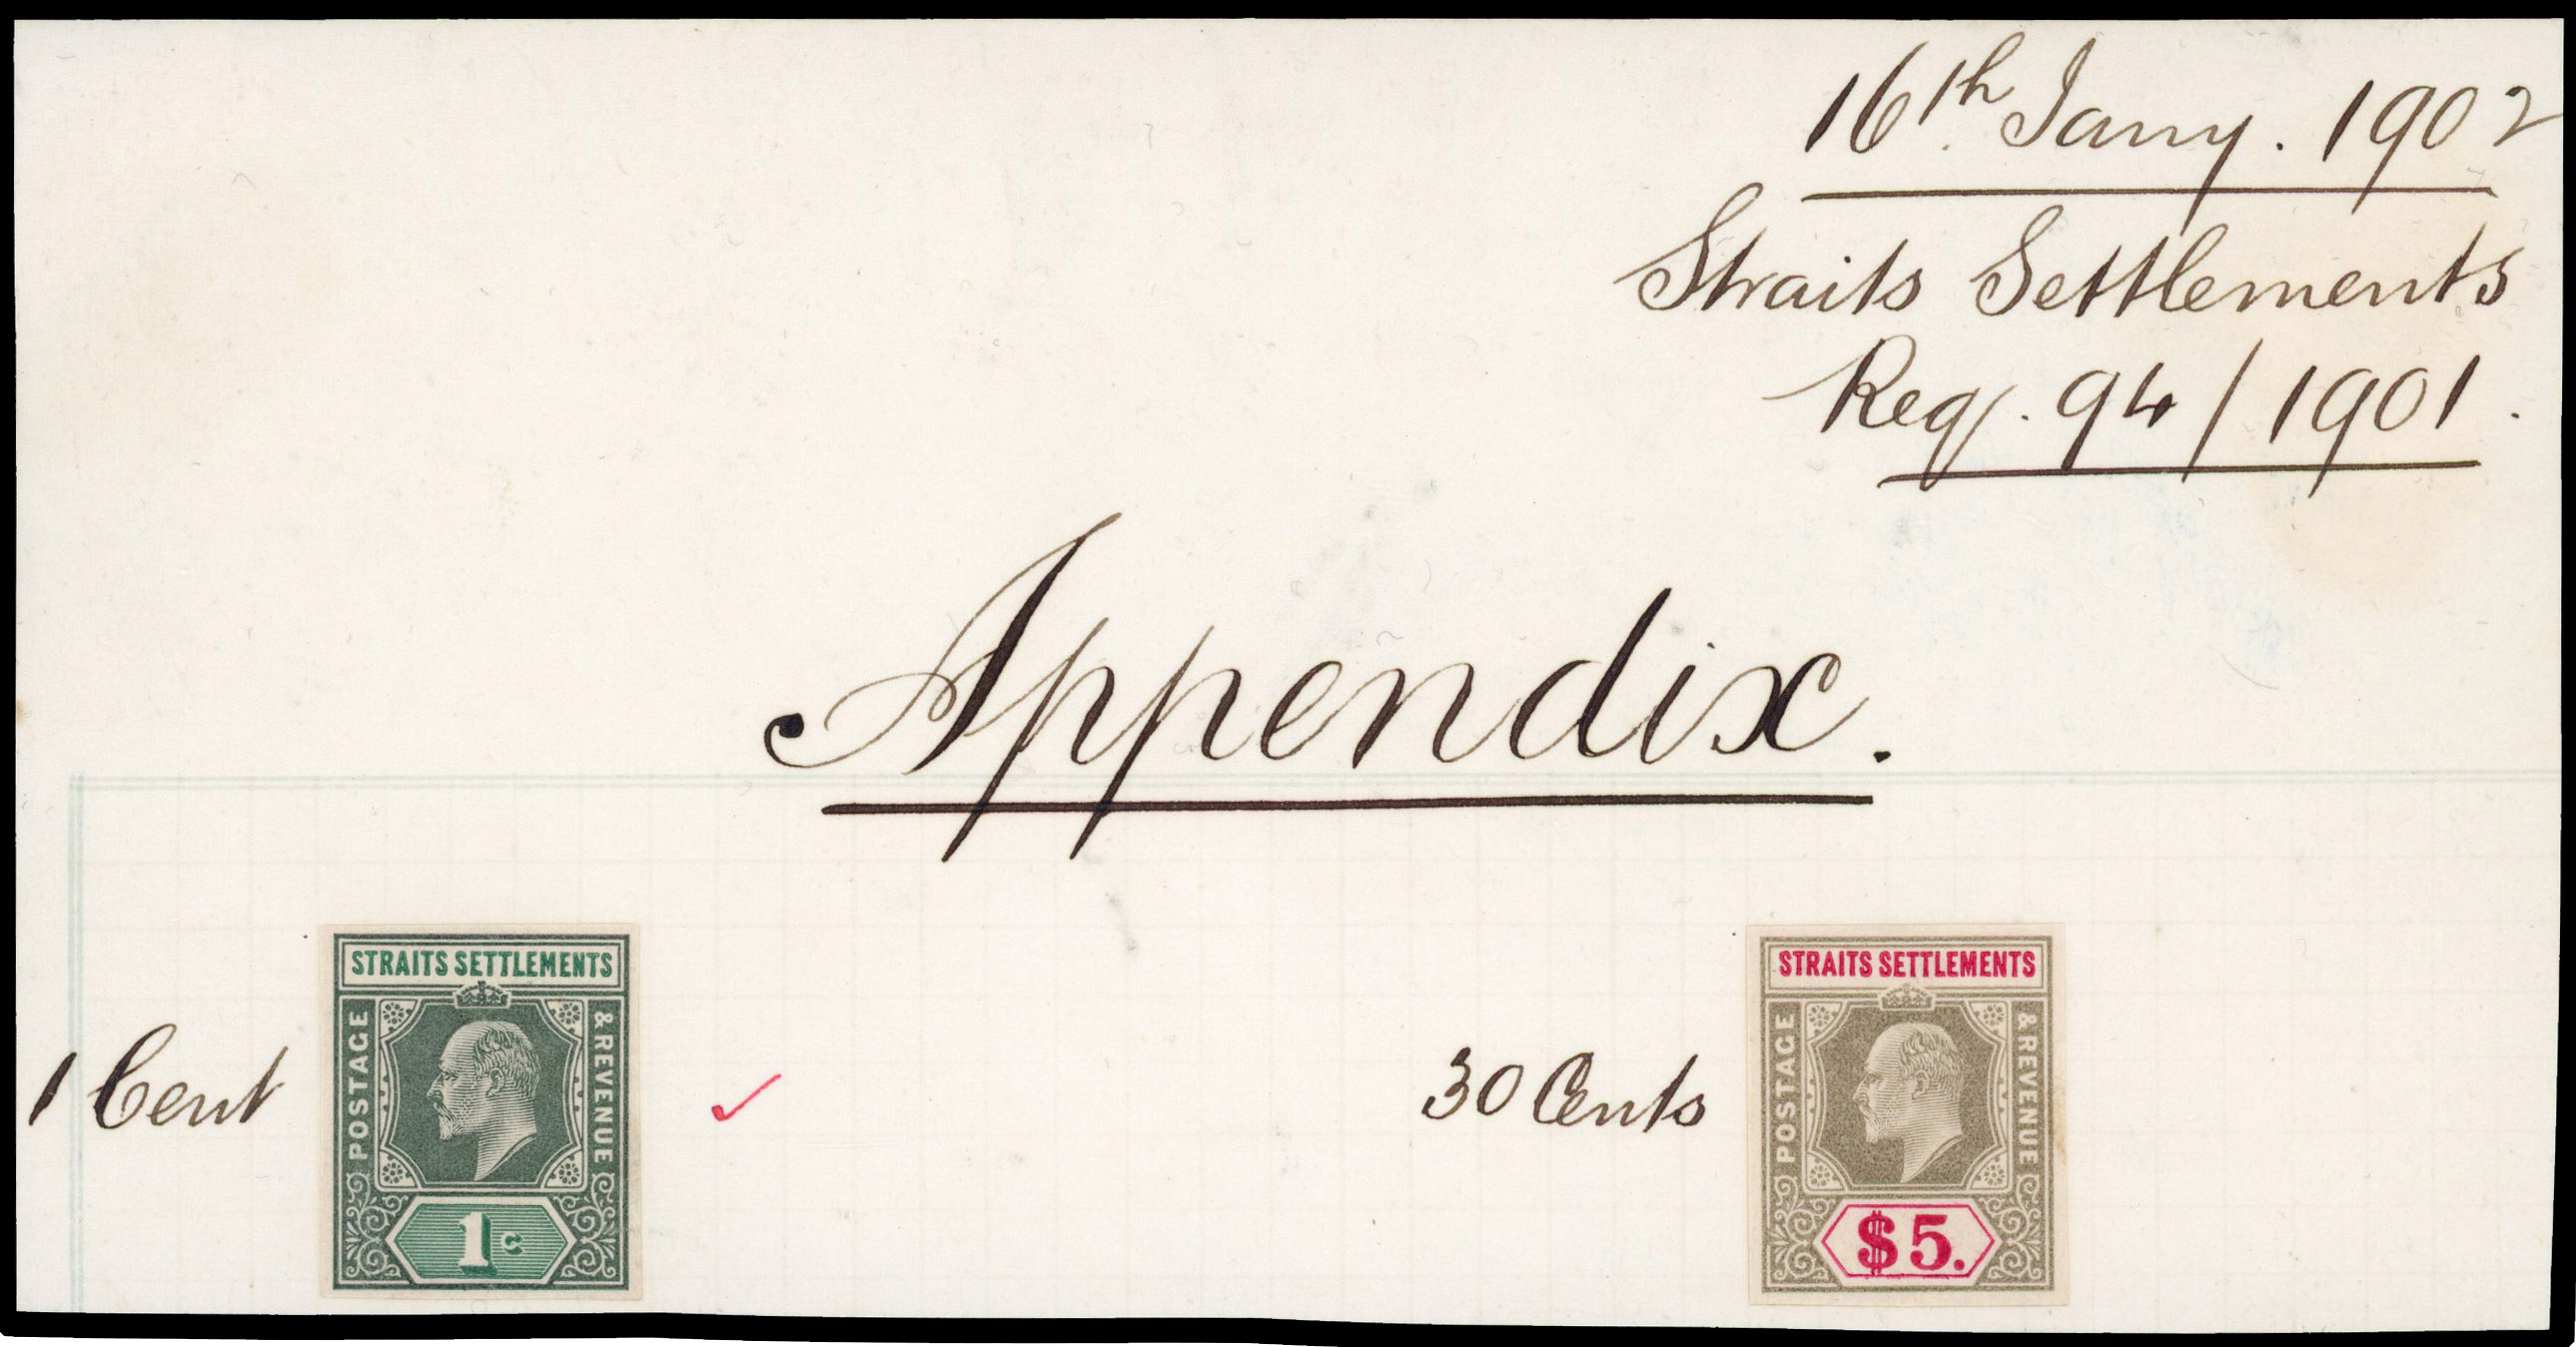 16th Jany. 1902
Straits Settlements
Req. 94/1901.
Appendix.
1 Cent
STRAITS SETTLEMENTS
POSTAGE
& REVENUE
1c
30 Cents
STRAITS SETTLEMENTS
POSTAGE
& REVENUE
$5.